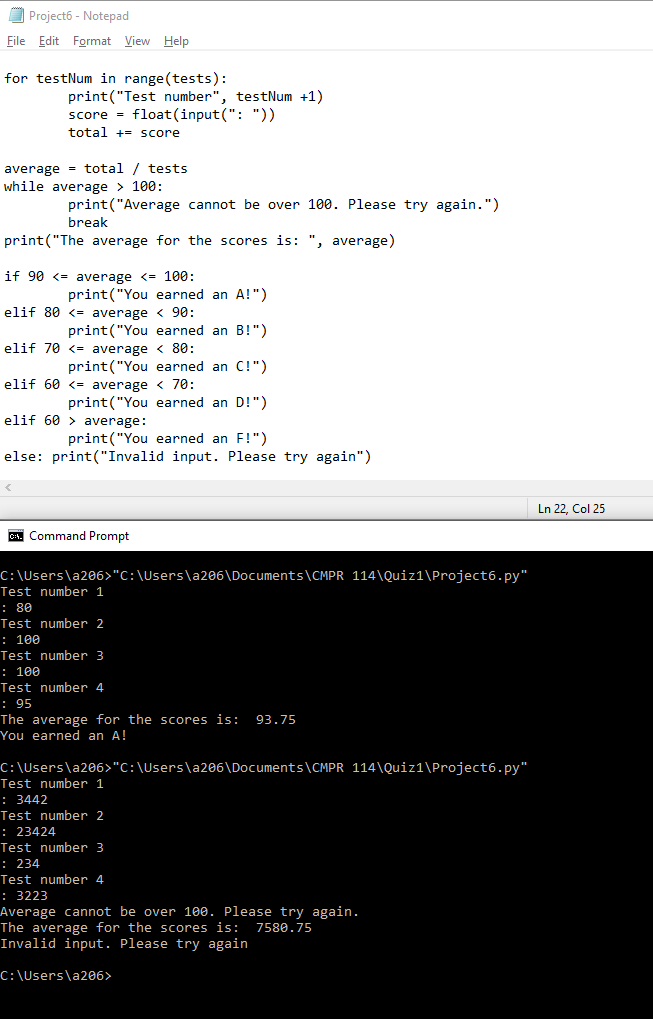 Project6 - Notepad
File Edit Format View Help
for testNum in range(tests):
        print("Test number", testNum +1)
        score = float(input(": "))
        total += score
average = total / tests
while average > 100:
        print("Average cannot be over 100. Please try again.")
        break
print("The average for the scores is: ", average)
if 90 <= average <= 100:
        print("You earned an A!")
elif 80 <= average < 90:
        print("You earned an B!")
elif 70 <= average < 80:
        print("You earned an C!")
elif 60 <= average < 70:
        print("You earned an D!")
elif 60 > average:
        print("You earned an F!")
else: print("Invalid input. Please try again")
<
Ln 22, Col 25
C:\. Command Prompt
C:\Users\a206>"C:\Users\a206\Documents\CMPR 114\Quiz1\Project6.py"
Test number 1
: 80
Test number 2
: 100
Test number 3
: 100
Test number 4
: 95
The average for the scores is:  93.75
You earned an A!
C:\Users\a206>"C:\Users\a206\Documents\CMPR 114\Quiz1\Project6.py"
Test number 1
: 3442
Test number 2
: 23424
Test number 3
: 234
Test number 4
: 3223
Average cannot be over 100. Please try again.
The average for the scores is:  7580.75
Invalid input. Please try again
C:\Users\a206>